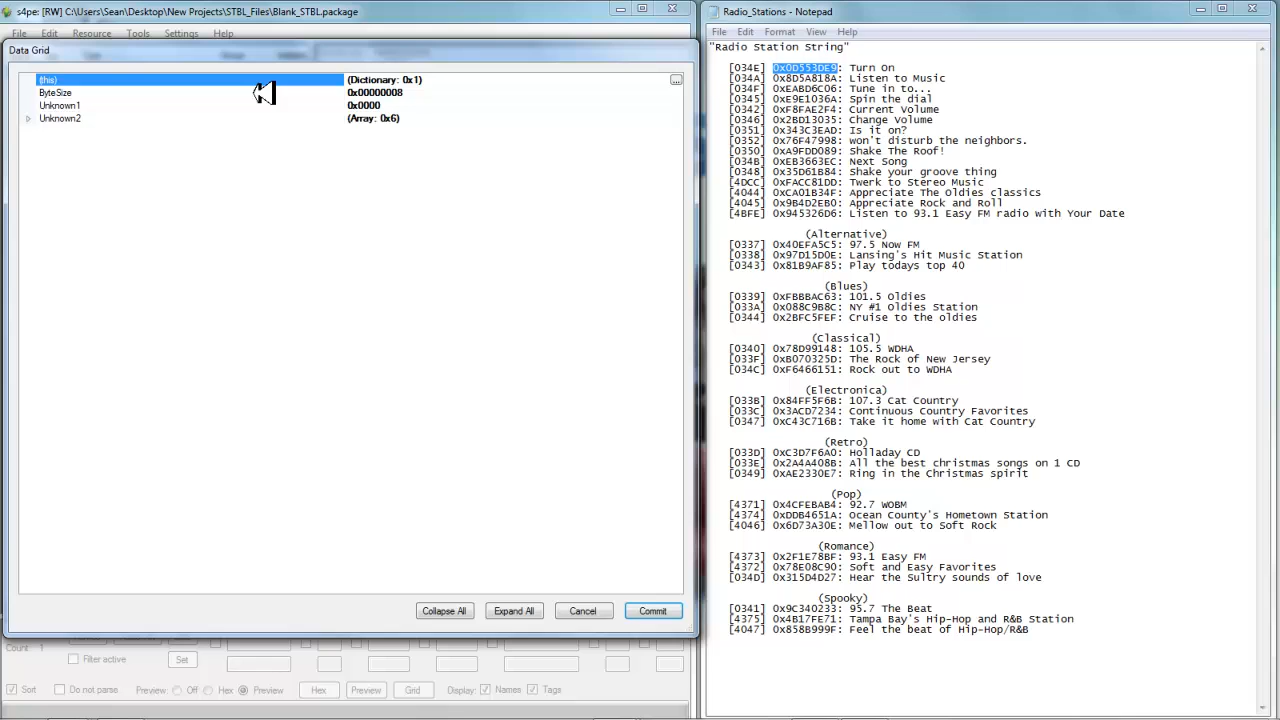 s4pe: [RW] C:\Users\Sean\Desktop\New Projects\STBL_Files\Blank_STBL.package
File Edit Resource Tools Settings Help
Data Grid
(this) (Dictionary: 0x1) ...
ByteSize 0x00000008
Unknown1 0x0000
Unknown2 (Array: 0x6)
Collapse All Expand All Cancel Commit
Count: 1
Filter active Set
Sort Do not parse Preview: Off Hex Preview Hex Preview Grid Display: Names Tags
Radio_Stations - Notepad
File Edit Format View Help
"Radio Station String"
[034E] 0x0D553DE9: Turn On
[034A] 0x8D5A818A: Listen to Music
[034F] 0xEABD6C06: Tune in to...
[0345] 0xE9E1036A: Spin the dial
[0342] 0xF8FAE2F4: Current Volume
[0346] 0x2BD13035: Change Volume
[0351] 0x343C3EAD: Is it on?
[0352] 0x76F47998: won't disturb the neighbors.
[0350] 0xA9FDD089: Shake The Roof!
[034B] 0xEB3663EC: Next Song
[0348] 0x35D61B84: Shake your groove thing
[4DCC] 0xFACC81DD: Twerk to Stereo Music
[4044] 0xCA01B34F: Appreciate The Oldies classics
[4045] 0x9B4D2EB0: Appreciate Rock and Roll
[4BFE] 0x945326D6: Listen to 93.1 Easy FM radio with Your Date
(Alternative)
[0337] 0x40EFA5C5: 97.5 Now FM
[0338] 0x97D15D0E: Lansing's Hit Music Station
[0343] 0x81B9AF85: Play todays top 40
(Blues)
[0339] 0xFBBBAC63: 101.5 Oldies
[033A] 0x088C9B8C: NY #1 Oldies Station
[0344] 0x2BFC5FEF: Cruise to the oldies
(Classical)
[0340] 0x78D99148: 105.5 WDHA
[033F] 0xB070325D: The Rock of New Jersey
[034C] 0xF6466151: Rock out to WDHA
(Electronica)
[033B] 0x84FF5F6B: 107.3 Cat Country
[033C] 0x3ACD7234: Continuous Country Favorites
[0347] 0xC43C716B: Take it home with Cat Country
(Retro)
[033D] 0xC3D7F6A0: Holladay CD
[033E] 0x2A4A408B: All the best christmas songs on 1 CD
[0349] 0xAE2330E7: Ring in the Christmas spirit
(Pop)
[4371] 0x4CFEBAB4: 92.7 WOBM
[4374] 0xDDB4651A: Ocean County's Hometown Station
[4046] 0x6D73A30E: Mellow out to Soft Rock
(Romance)
[4373] 0x2F1E78BF: 93.1 Easy FM
[4372] 0x78E08C90: Soft and Easy Favorites
[034D] 0x315D4D27: Hear the Sultry sounds of love
(Spooky)
[0341] 0x9C340233: 95.7 The Beat
[4375] 0x4B17FE71: Tampa Bay's Hip-Hop and R&B Station
[4047] 0x858B999F: Feel the beat of Hip-Hop/R&B